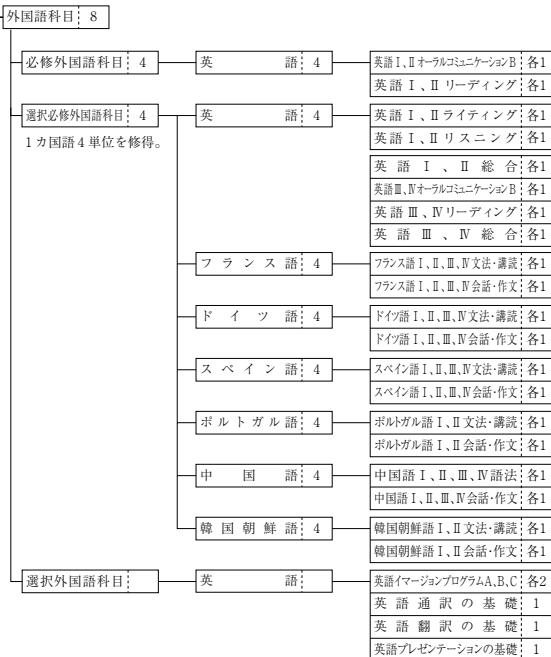 外国語科目 8
必修外国語科目 4 英語 4 英語Ⅰ、ⅡオーラルコミュニケーションB 各1
英語Ⅰ、Ⅱリーディング 各1
選択必修外国語科目 4 英語 4 英語Ⅰ、Ⅱライティング 各1
1カ国語4単位を修得。 英語Ⅰ、Ⅱリスニング 各1
英語Ⅰ、Ⅱ総合 各1
英語Ⅲ、Ⅳオーラルコミュニケーション B 各1
英語Ⅲ、Ⅳリーディング 各1
英語Ⅲ、Ⅳ総合 各1
フランス語 4 フランス語Ⅰ、Ⅱ、Ⅲ、Ⅳ文法・講読 各1
フランス語Ⅰ、Ⅱ、Ⅲ、Ⅳ会話・作文 各1
ドイツ語 4 ドイツ語Ⅰ、Ⅱ、Ⅲ、Ⅳ文法・講読 各1
ドイツ語Ⅰ、Ⅱ、Ⅲ、Ⅳ会話・作文 各1
スペイン語 4 スペイン語Ⅰ、Ⅱ、Ⅲ、Ⅳ文法・講読 各1
スペイン語Ⅰ、Ⅱ、Ⅲ、Ⅳ会話・作文 各1
ポルトガル語 4 ポルトガル語Ⅰ、Ⅱ文法・講読 各1
ポルトガル語Ⅰ、Ⅱ会話・作文 各1
中国語 4 中国語Ⅰ、Ⅱ、Ⅲ、Ⅳ語法 各1
中国語Ⅰ、Ⅱ、Ⅲ、Ⅳ会話・作文 各1
韓国朝鮮語 4 韓国朝鮮語Ⅰ、Ⅱ文法・講読 各1
韓国朝鮮語Ⅰ、Ⅱ会話・作文 各1
選択外国語科目 英語 英語イマージョンプログラムA、B、C 各2
英語通訳の基礎 1
英語翻訳の基礎 1
英語プレゼンテーションの基礎 1